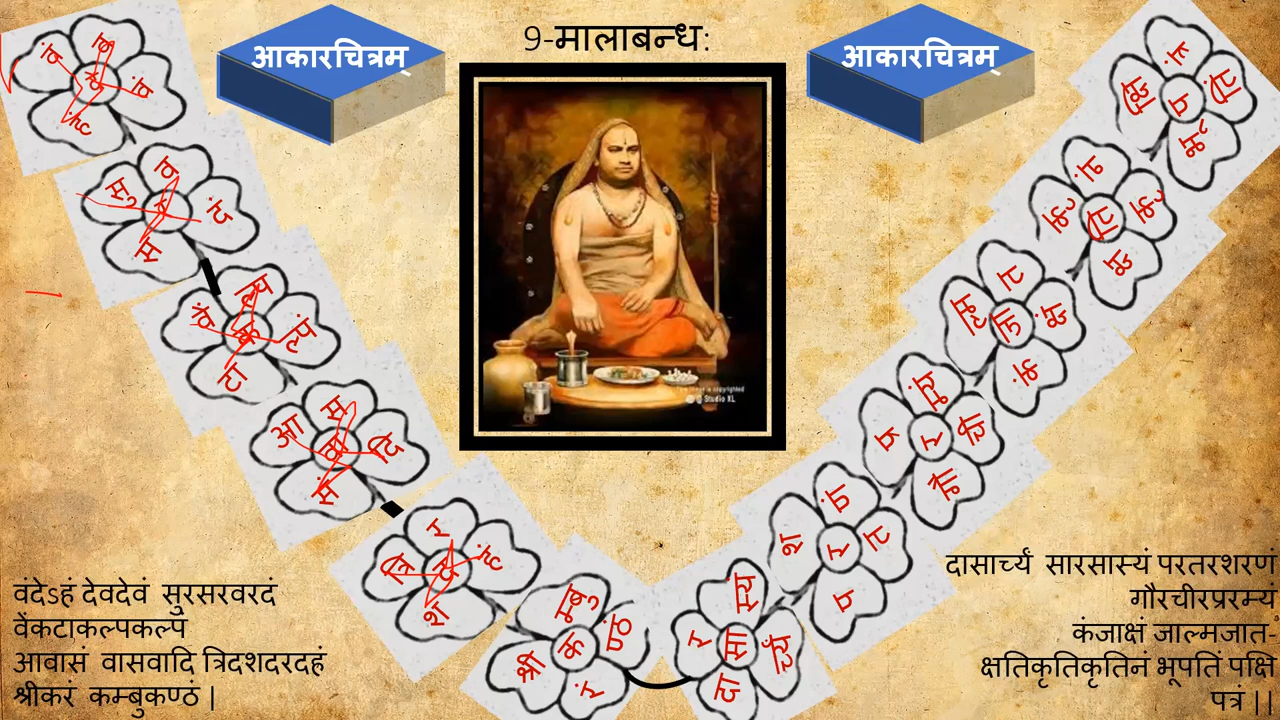 9-मालाबन्ध:
आकारचित्रम्
आकारचित्रम्
वं
व
दे
वं
हं
सु
व
र
दं
स
वें
ल्प
क
ल्पं
टा
आ
स
वा
दि
सं
त्रि
र
द
हं
श
श्री
म्बु
क
ण्ठं
रं
र
स्य
सा
र्च्यं
दा
श
णं
र
त
प
प्र
म्यं
र
ची
गौ
ल्म
त
जा
क्षं
कं
कृ
नं
ति
कृ
क्ष
क्षि
त्रं
प
तिं
भू
वंदेऽहं देवदेवं सुरसरवरदं
वेंकटाकल्पकल्पं
आवासं वासवादि त्रिदशदरदहं
श्रीकरं कम्बुकण्ठं |
दासार्च्यं सारसास्यं परतरशरणं
गौरचीरप्ररम्यं
कंजाक्षं जाल्मजात-
क्षतिकृतिकृतिनं भूपतिं पक्षि
पत्रं ||